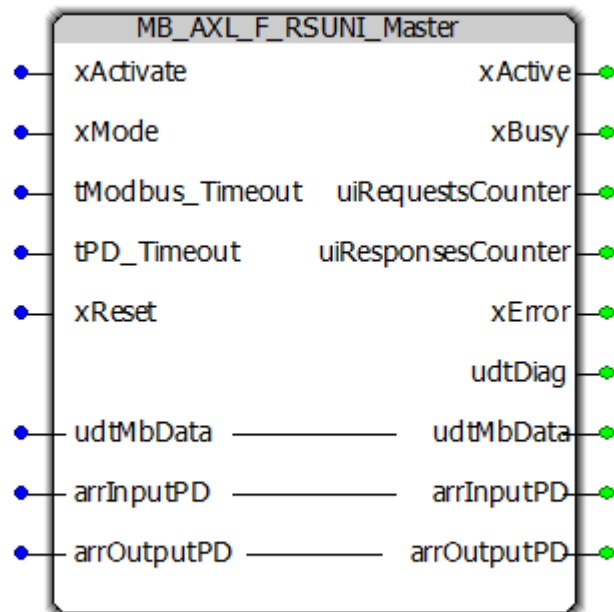 MB_AXL_F_RSUNI_Master
xActivate xActive
xMode xBusy
tModbus_Timeout uiRequestsCounter
tPD_Timeout uiResponsesCounter
xReset xError
udtDiag
udtMbData udtMbData
arrInputPD arrInputPD
arrOutputPD arrOutputPD